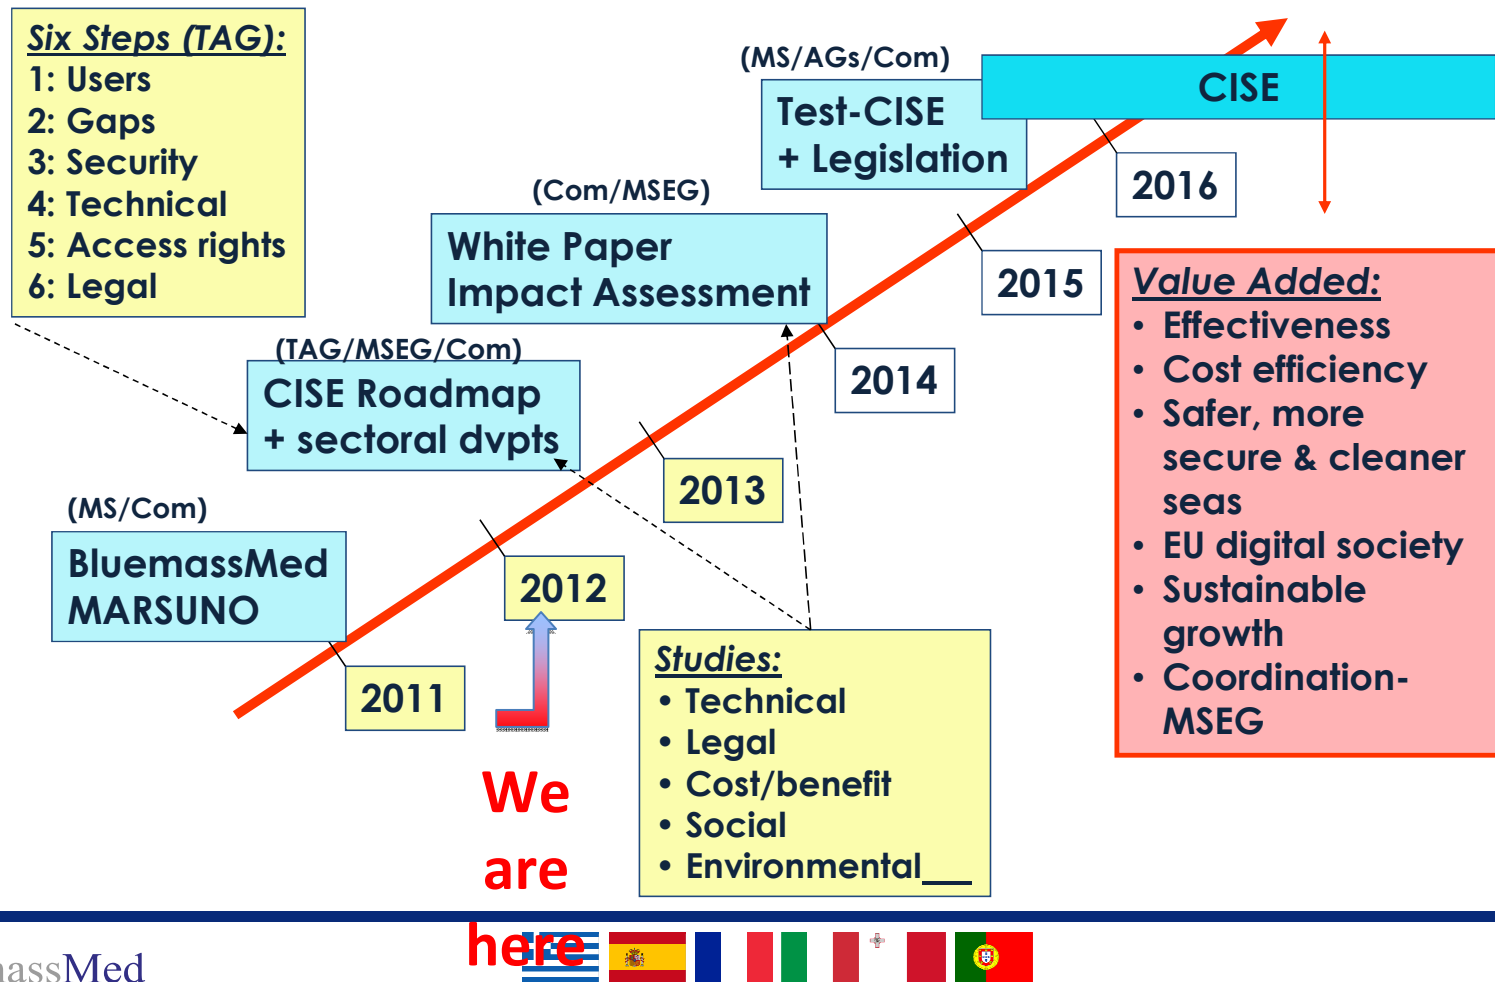 Six Steps (TAG):
1: Users
2: Gaps
3: Security
4: Technical
5: Access rights
6: Legal
(MS/AGs/Com)
Test-CISE
+ Legislation
CISE
2016
(Com/MSEG)
White Paper
Impact Assessment
2015
2014
(TAG/MSEG/Com)
CISE Roadmap
+ sectoral dvpts
2013
(MS/Com)
BluemassMed
MARSUNO
2012
2011
We
are
here
Studies:
• Technical
• Legal
• Cost/benefit
• Social
• Environmental__
Value Added:
• Effectiveness
• Cost efficiency
• Safer, more
secure & cleaner
seas
• EU digital society
• Sustainable
growth
• Coordination-
MSEG
assMed